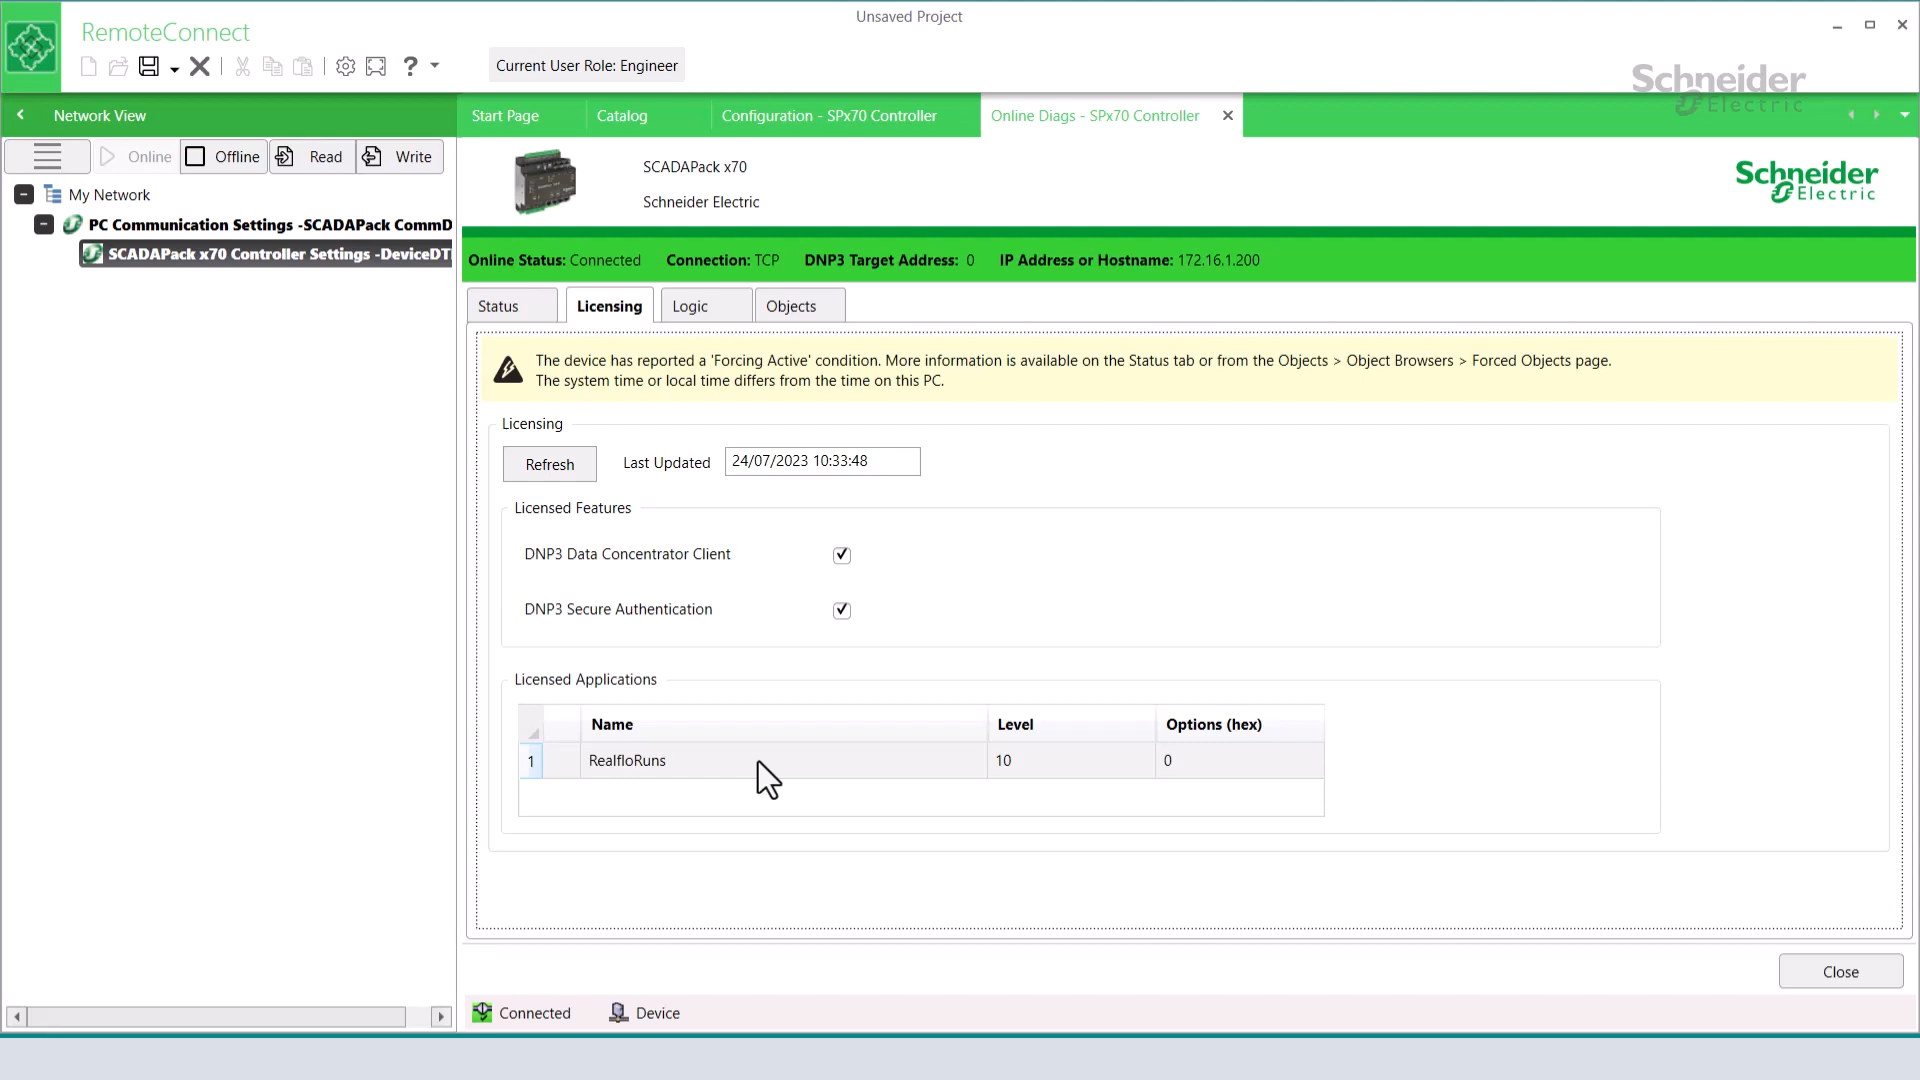 Unsaved Project
RemoteConnect
Current User Role: Engineer
Schneider
Electric
Network View
Start Page
Catalog
Configuration - SPx70 Controller
Online Diags - SPx70 Controller
Online
Offline
Read
Write
My Network
PC Communication Settings -SCADAPack CommD
SCADAPack x70 Controller Settings -DeviceDT
SCADAPack x70
Schneider Electric
Schneider
Electric
Online Status: Connected Connection: TCP DNP3 Target Address: 0 IP Address or Hostname: 172.16.1.200
Status
Licensing
Logic
Objects
The device has reported a 'Forcing Active' condition. More information is available on the Status tab or from the Objects > Object Browsers > Forced Objects page.
The system time or local time differs from the time on this PC.
Licensing
Refresh
Last Updated
24/07/2023 10:33:48
Licensed Features
DNP3 Data Concentrator Client
DNP3 Secure Authentication
Licensed Applications
Name Level Options (hex)
1 RealfloRuns 10 0
Close
Connected
Device